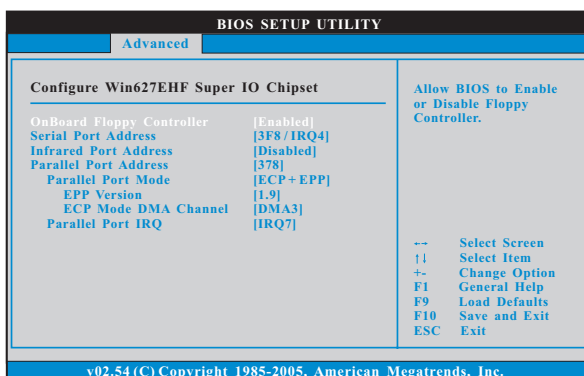 BIOS SETUP UTILITY
Advanced
Configure Win627EHF Super IO Chipset
OnBoard Floppy Controller [Enabled]
Serial Port Address [3F8 / IRQ4]
Infrared Port Address [Disabled]
Parallel Port Address [378]
Parallel Port Mode [ECP + EPP]
EPP Version [1.9]
ECP Mode DMA Channel [DMA3]
Parallel Port IRQ [IRQ7]
Allow BIOS to Enable
or Disable Floppy
Controller.
←→ Select Screen
↑↓ Select Item
+- Change Option
F1 General Help
F9 Load Defaults
F10 Save and Exit
ESC Exit
v02.54 (C) Copyright 1985-2005, American Megatrends, Inc.